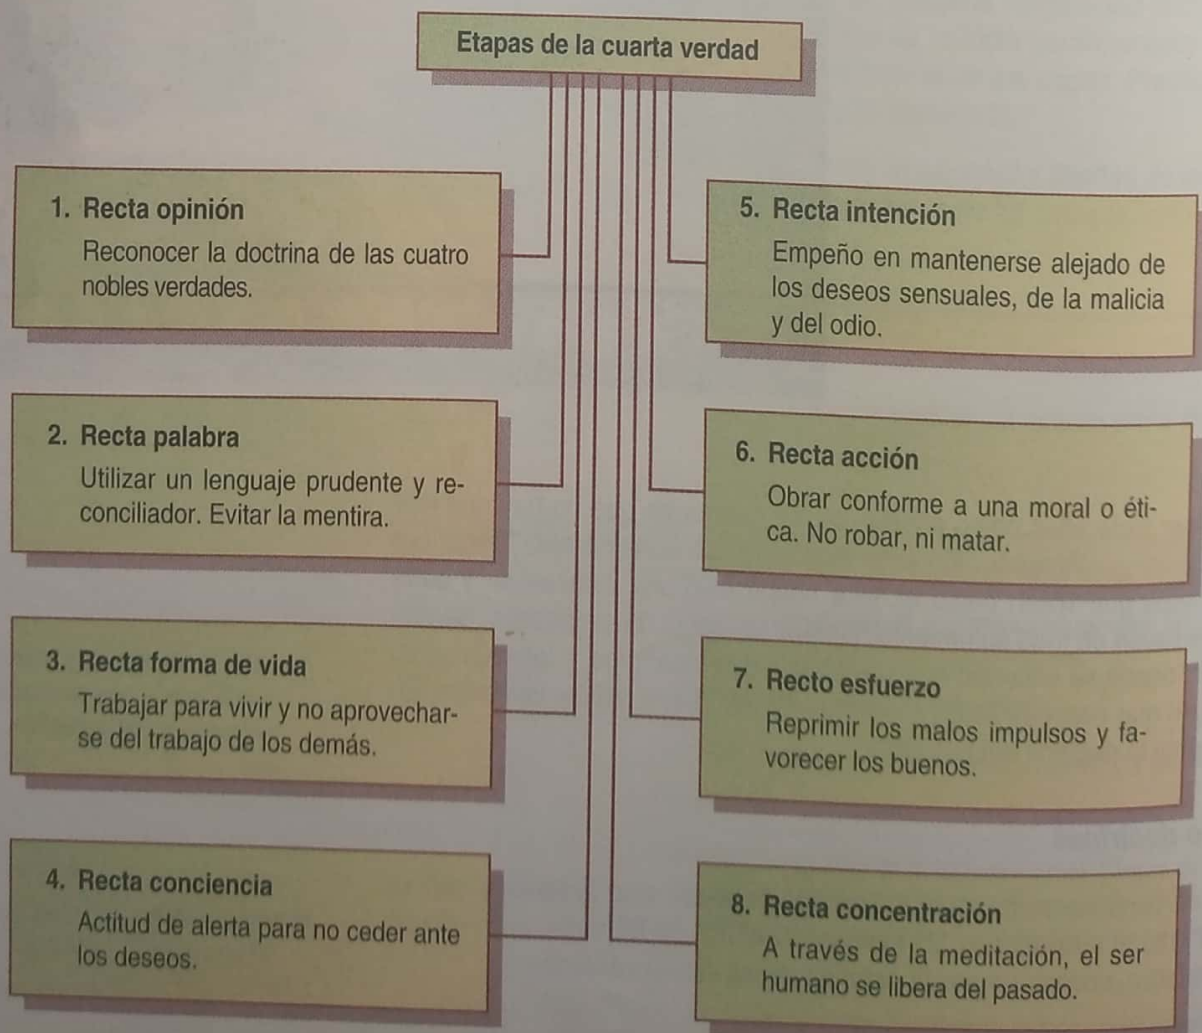 Etapas de la cuarta verdad
1. Recta opinión
Reconocer la doctrina de las cuatro
nobles verdades.
2. Recta palabra
Utilizar un lenguaje prudente y re-
conciliador. Evitar la mentira.
3. Recta forma de vida
Trabajar para vivir y no aprovechar-
se del trabajo de los demás.
4. Recta conciencia
Actitud de alerta para no ceder ante
los deseos.
5. Recta intención
Empeño en mantenerse alejado de
los deseos sensuales, de la malicia
y del odio.
6. Recta acción
Obrar conforme a una moral o éti-
ca. No robar, ni matar.
7. Recto esfuerzo
Reprimir los malos impulsos y fa-
vorecer los buenos.
8. Recta concentración
A través de la meditación, el ser
humano se libera del pasado.